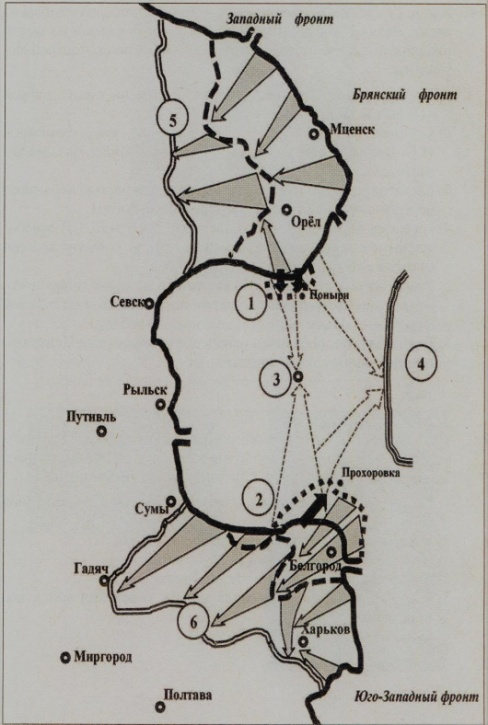 Западный фронт
Брянский фронт
5
Мценск
Орёл
1
Поныри
Севск
4
3
Рыльск
Путивль
Прохоровка
2
Сумы
Белгород
Гадяч
6
Харьков
Миргород
Полтава
Юго-Западный фронт